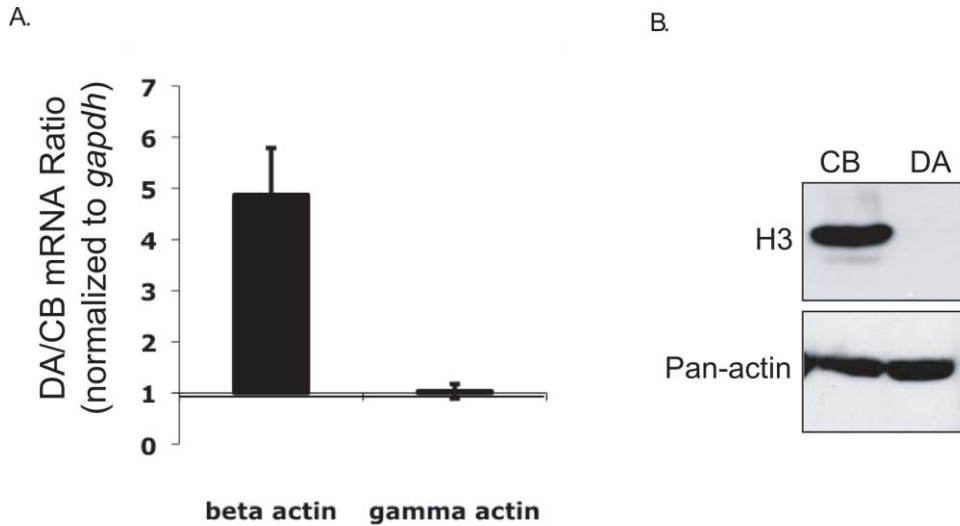 A.
DA/CB mRNA Ratio
(normalized to gapdh)
7
6
5
4
3
2
1
0
beta actin gamma actin
B.
CB DA
H3
Pan-actin